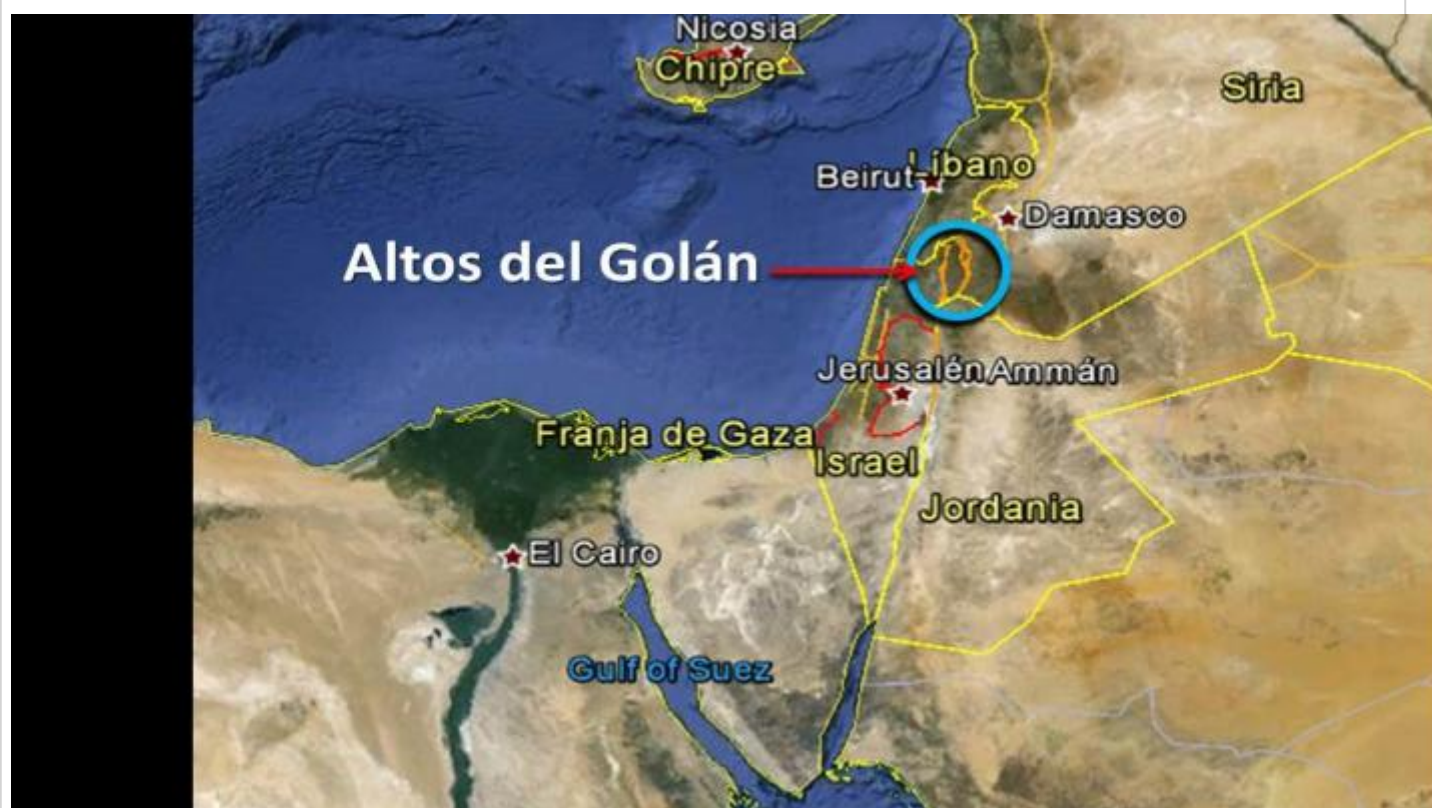 Nicosia
Chipre
Siria
Líbano
Beirut
Damasco
Altos del Golán
Jerusalén
Ammán
Franja de Gaza
Israel
Jordania
El Cairo
Gulf of Suez